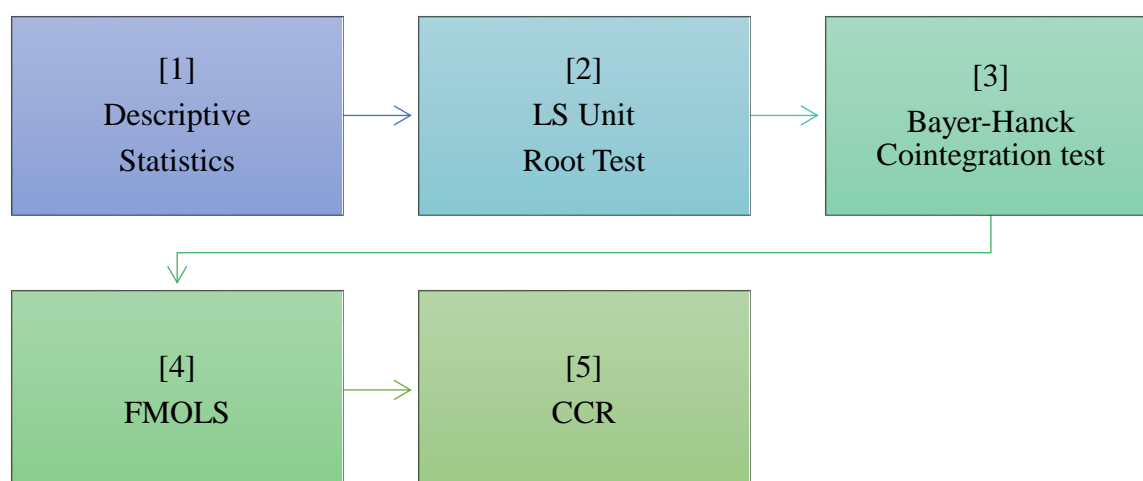 [1]
Descriptive
Statistics
[2]
LS Unit
Root Test
[3]
Bayer-Hanck
Cointegration test
[4]
FMOLS
[5]
CCR